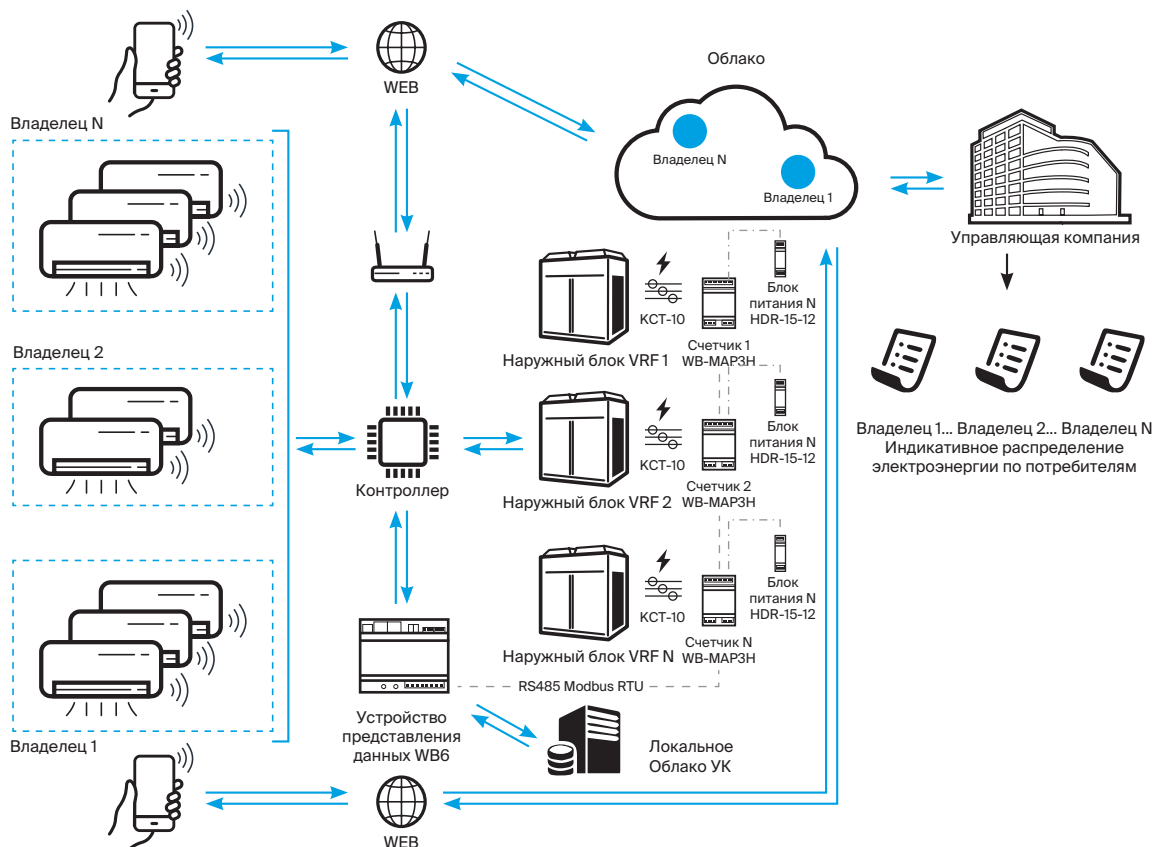 WEB
Облако
Владелец N
Владелец N
Владелец 1
Управляющая компания
КСТ-10
Блок
питания N
HDR-15-12
Счетчик 1
WB-MAP3H
Наружный блок VRF 1
Владелец 2
КСТ-10
Блок
питания N
HDR-15-12
Владелец 1... Владелец 2... Владелец N
Индикативное распределение
электроэнергии по потребителям
Контроллер
Счетчик 2
WB-MAP3H
Наружный блок VRF 2
КСТ-10
Блок
питания N
HDR-15-12
Счетчик N
WB-MAP3H
Наружный блок VRF N
RS485 Modbus RTU
Устройство
представления
данных WB6
Локальное
Облако УК
Владелец 1
WEB